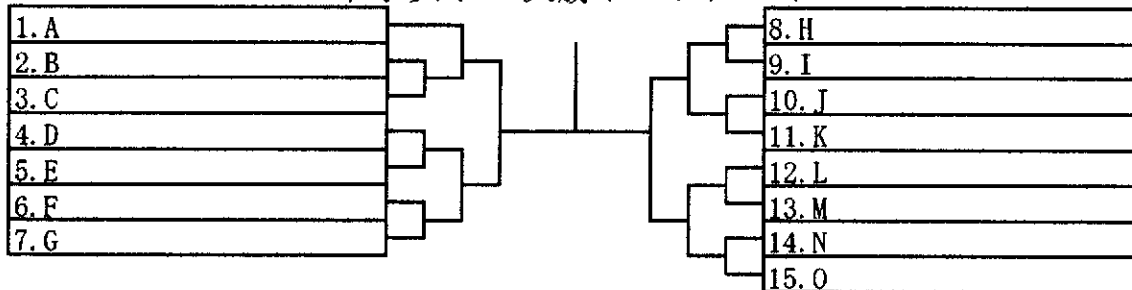 1. A
2. B
3. C
4. D
5. E
6. F
7. G
8. H
9. I
10. J
11. K
12. L
13. M
14. N
15. O